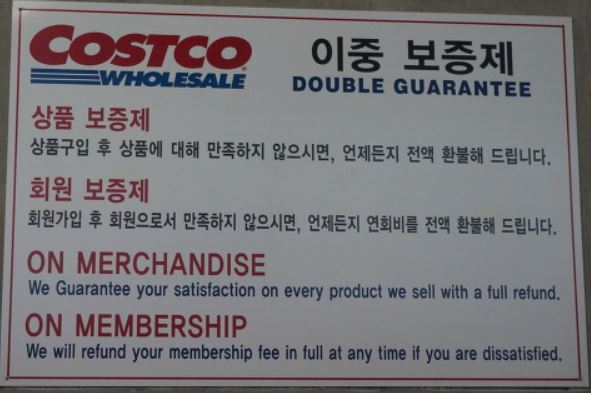 COSTCO
WHOLESALE
이중 보증제
DOUBLE GUARANTEE
상품 보증제
상품구입 후 상품에 대해 만족하지 않으시면, 언제든지 전액 환불해 드립니다.
회원 보증제
회원가입 후 회원으로서 만족하지 않으시면, 언제든지 연회비를 전액 환불해 드립니다.
ON MERCHANDISE
We Guarantee your satisfaction on every product we sell with a full refund.
ON MEMBERSHIP
We will refund your membership fee in full at any time if you are dissatisfied.